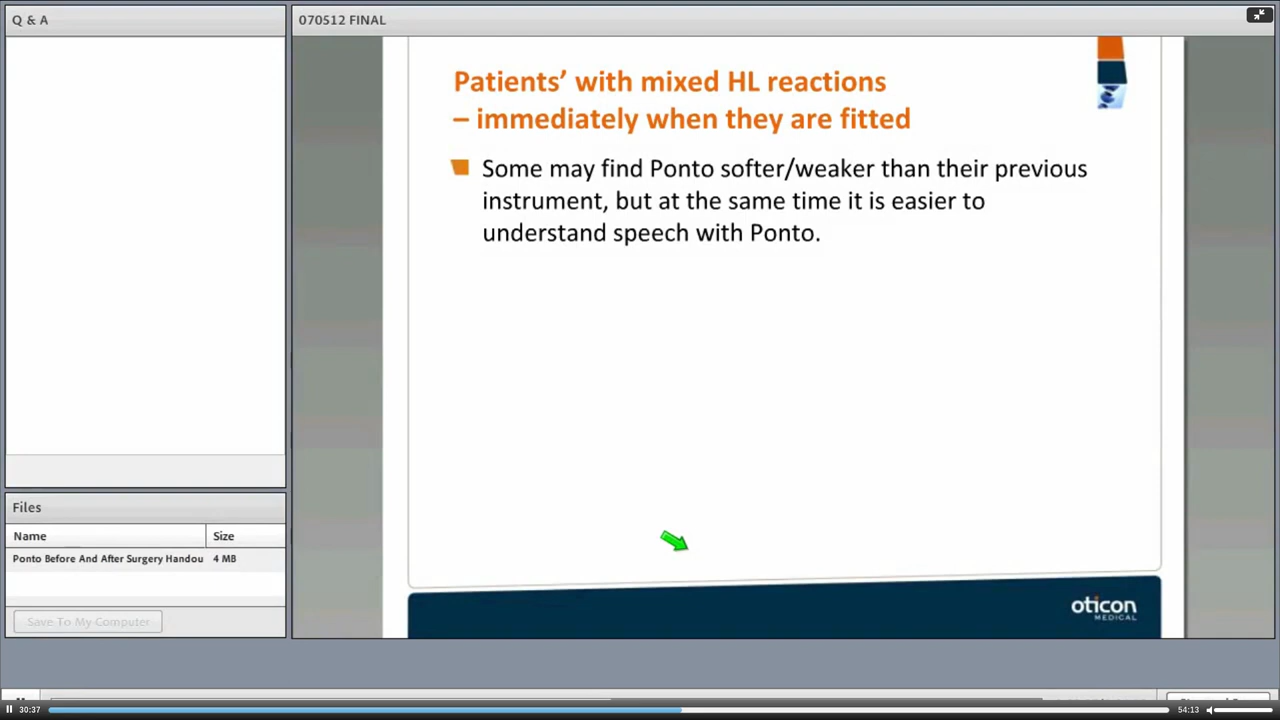 Q & A
070512 FINAL
Patients’ with mixed HL reactions
– immediately when they are fitted
Some may find Ponto softer/weaker than their previous
instrument, but at the same time it is easier to
understand speech with Ponto.
Files
Name Size
Ponto Before And After Surgery Handou 4 MB
Save To My Computer
oticon
MEDICAL
30:37
54:13